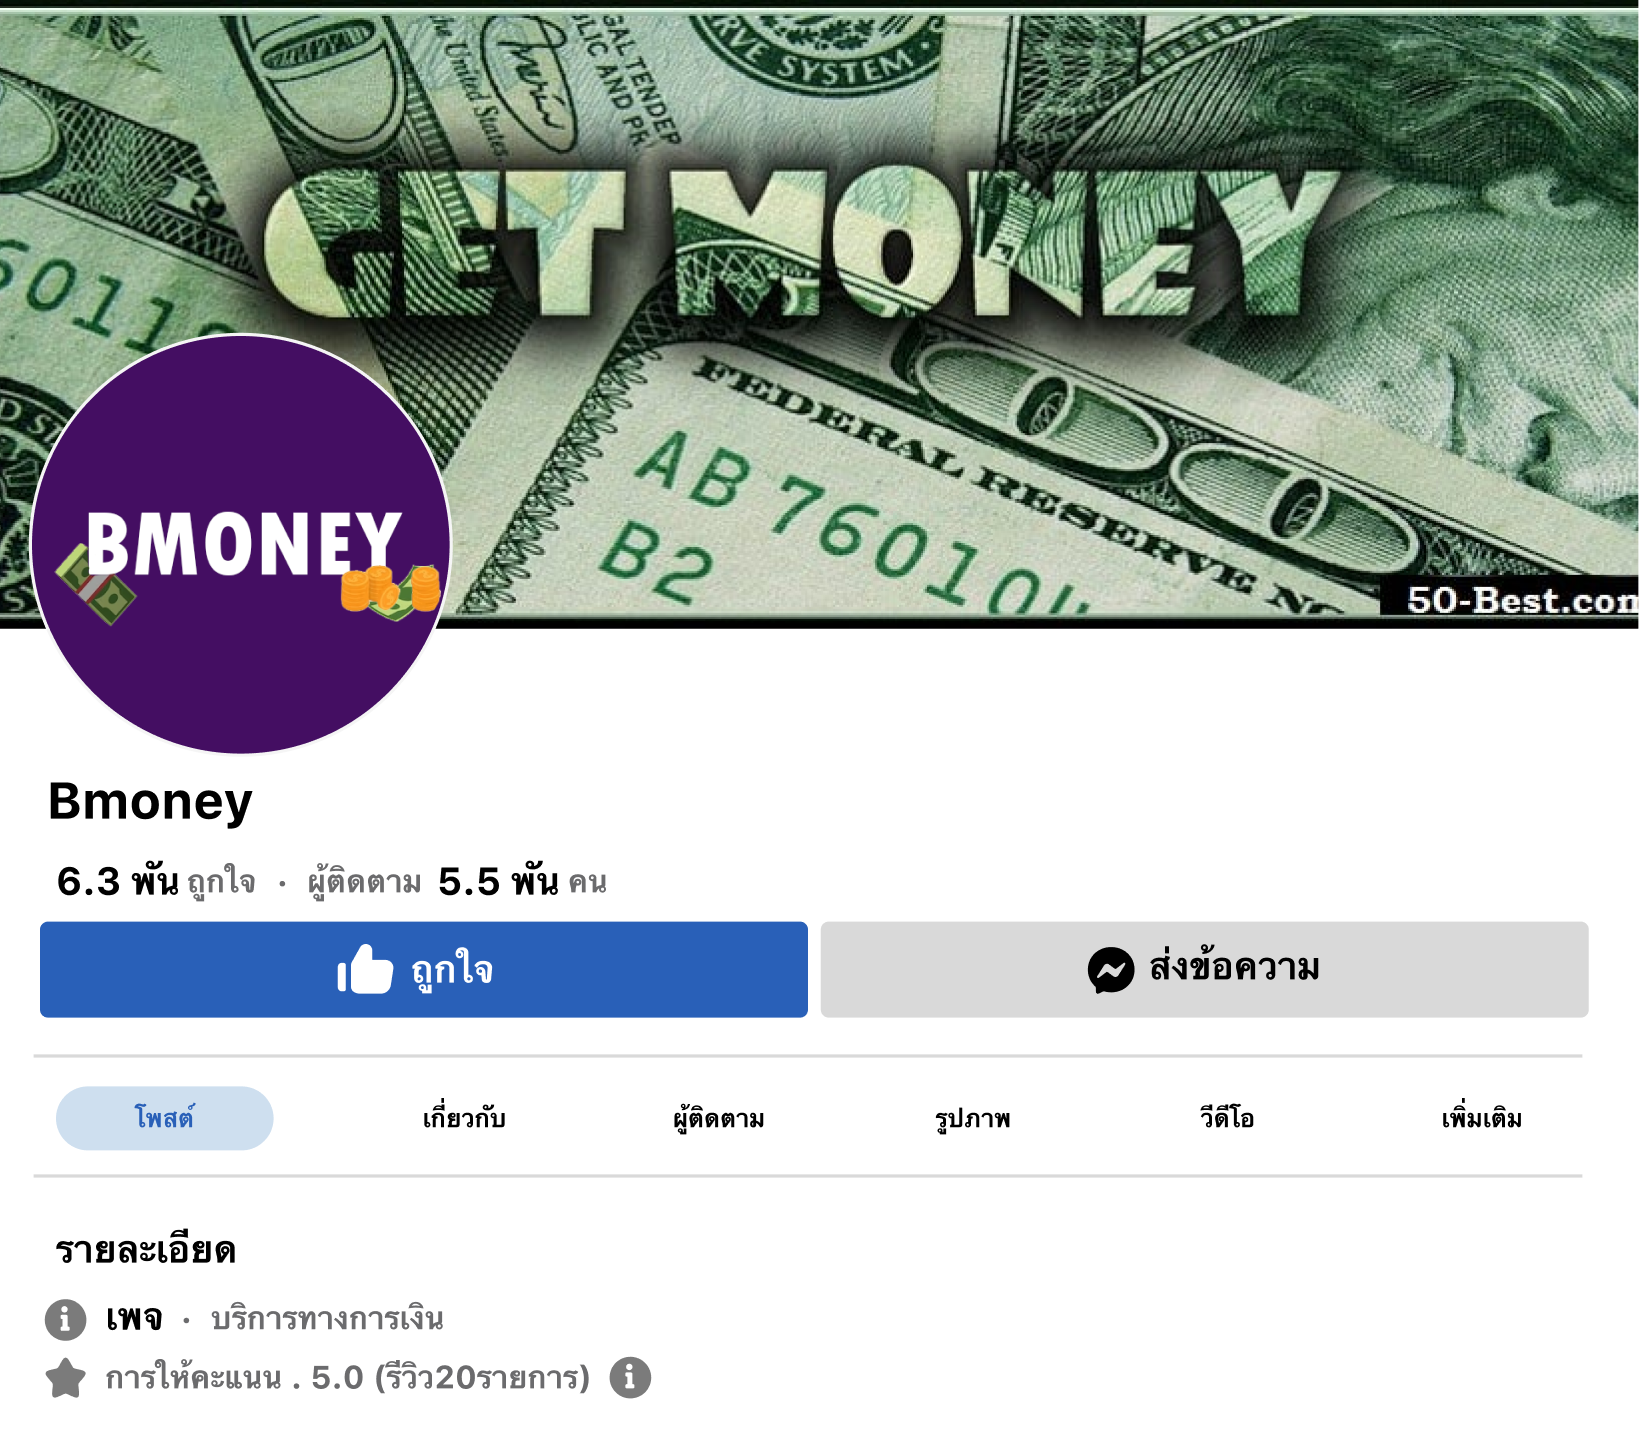 the United States
GAL TENDER
LIC AND PR
RVE SYSTEM
GET MONEY
6011
FEDERAL RESERVE NO
AB 76010
B2
50-Best.com
BMONEY
Bmoney
6.3 พัน ถูกใจ · ผู้ติดตาม 5.5 พัน คน
ถูกใจ
ส่งข้อความ
โพสต์ เกี่ยวกับ ผู้ติดตาม รูปภาพ วีดีโอ เพิ่มเติม
รายละเอียด
เพจ · บริการทางการเงิน
การให้คะแนน . 5.0 (รีวิว20รายการ)